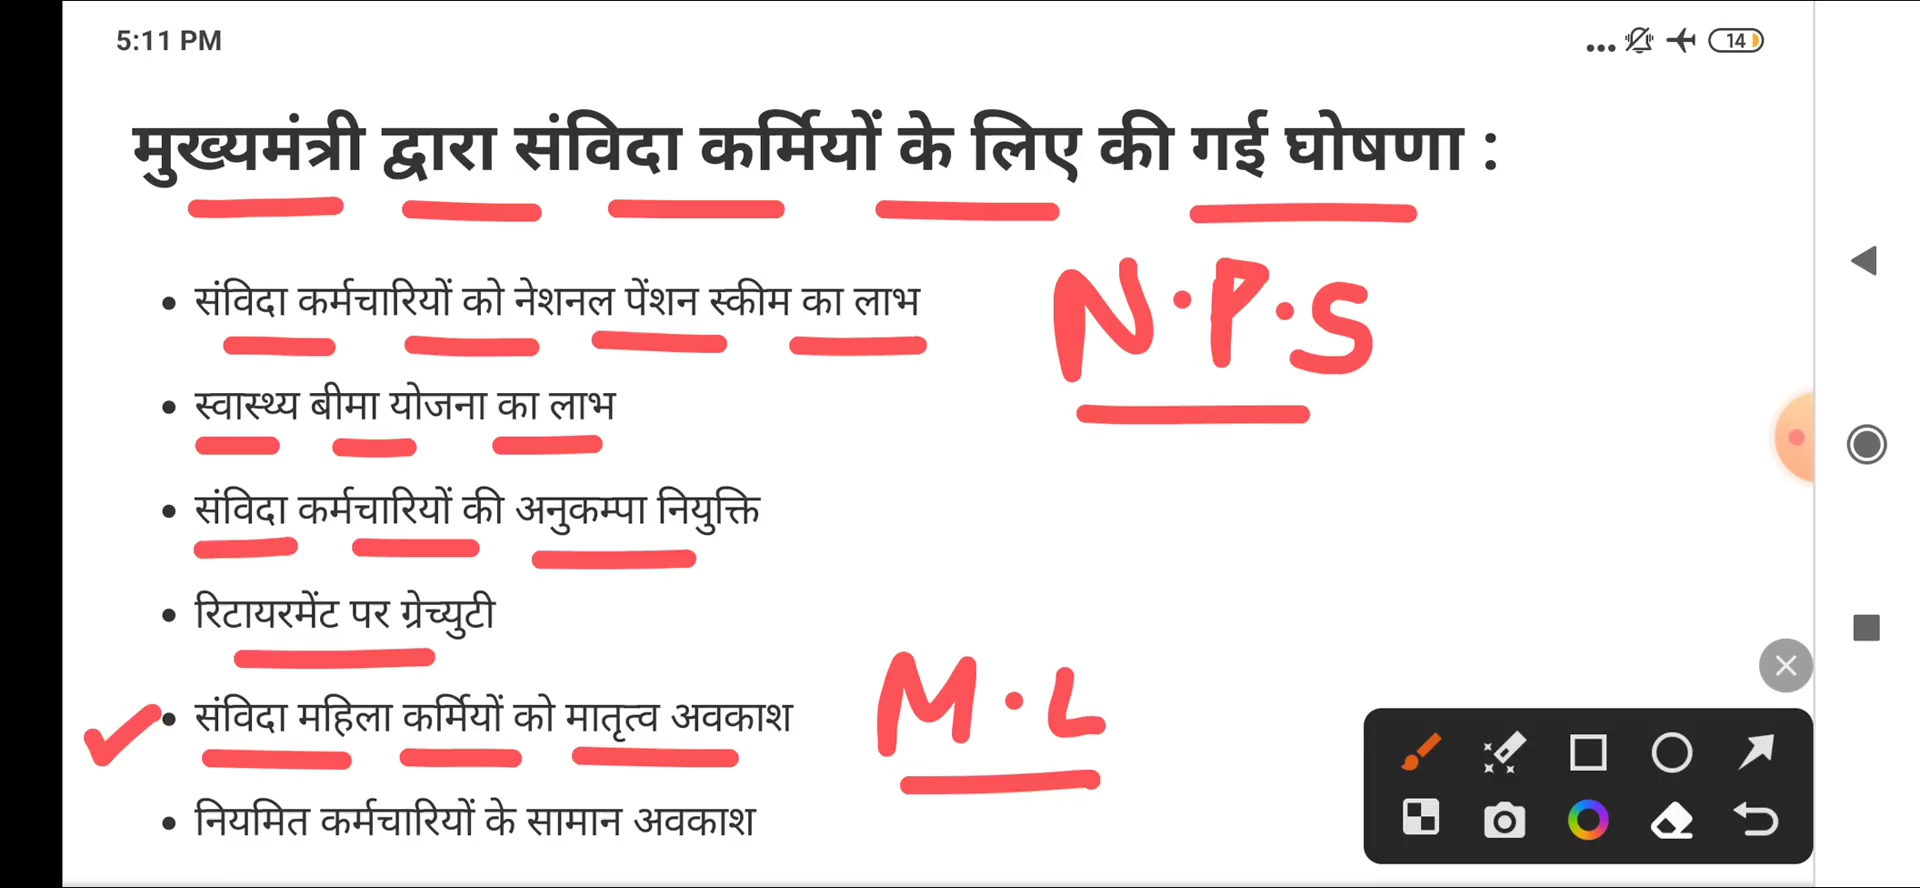 5:11 PM
14
मुख्यमंत्री द्वारा संविदा कर्मियों के लिए की गई घोषणा :
• संविदा कर्मचारियों को नेशनल पेंशन स्कीम का लाभ
N.P.S
• स्वास्थ्य बीमा योजना का लाभ
• संविदा कर्मचारियों की अनुकम्पा नियुक्ति
• रिटायरमेंट पर ग्रेच्युटी
• संविदा महिला कर्मियों को मातृत्व अवकाश
M.L
• नियमित कर्मचारियों के सामान अवकाश